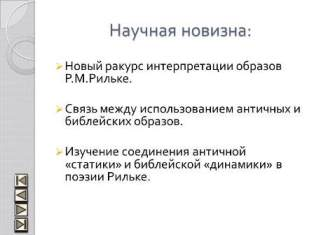 Научная новизна:
Новый ракурс интерпретации образов
Р.М.Рильке.
Связь между использованием античных и
библейских образов.
Изучение соединения античной
«статики» и библейской «динамики» в
поэзии Рильке.